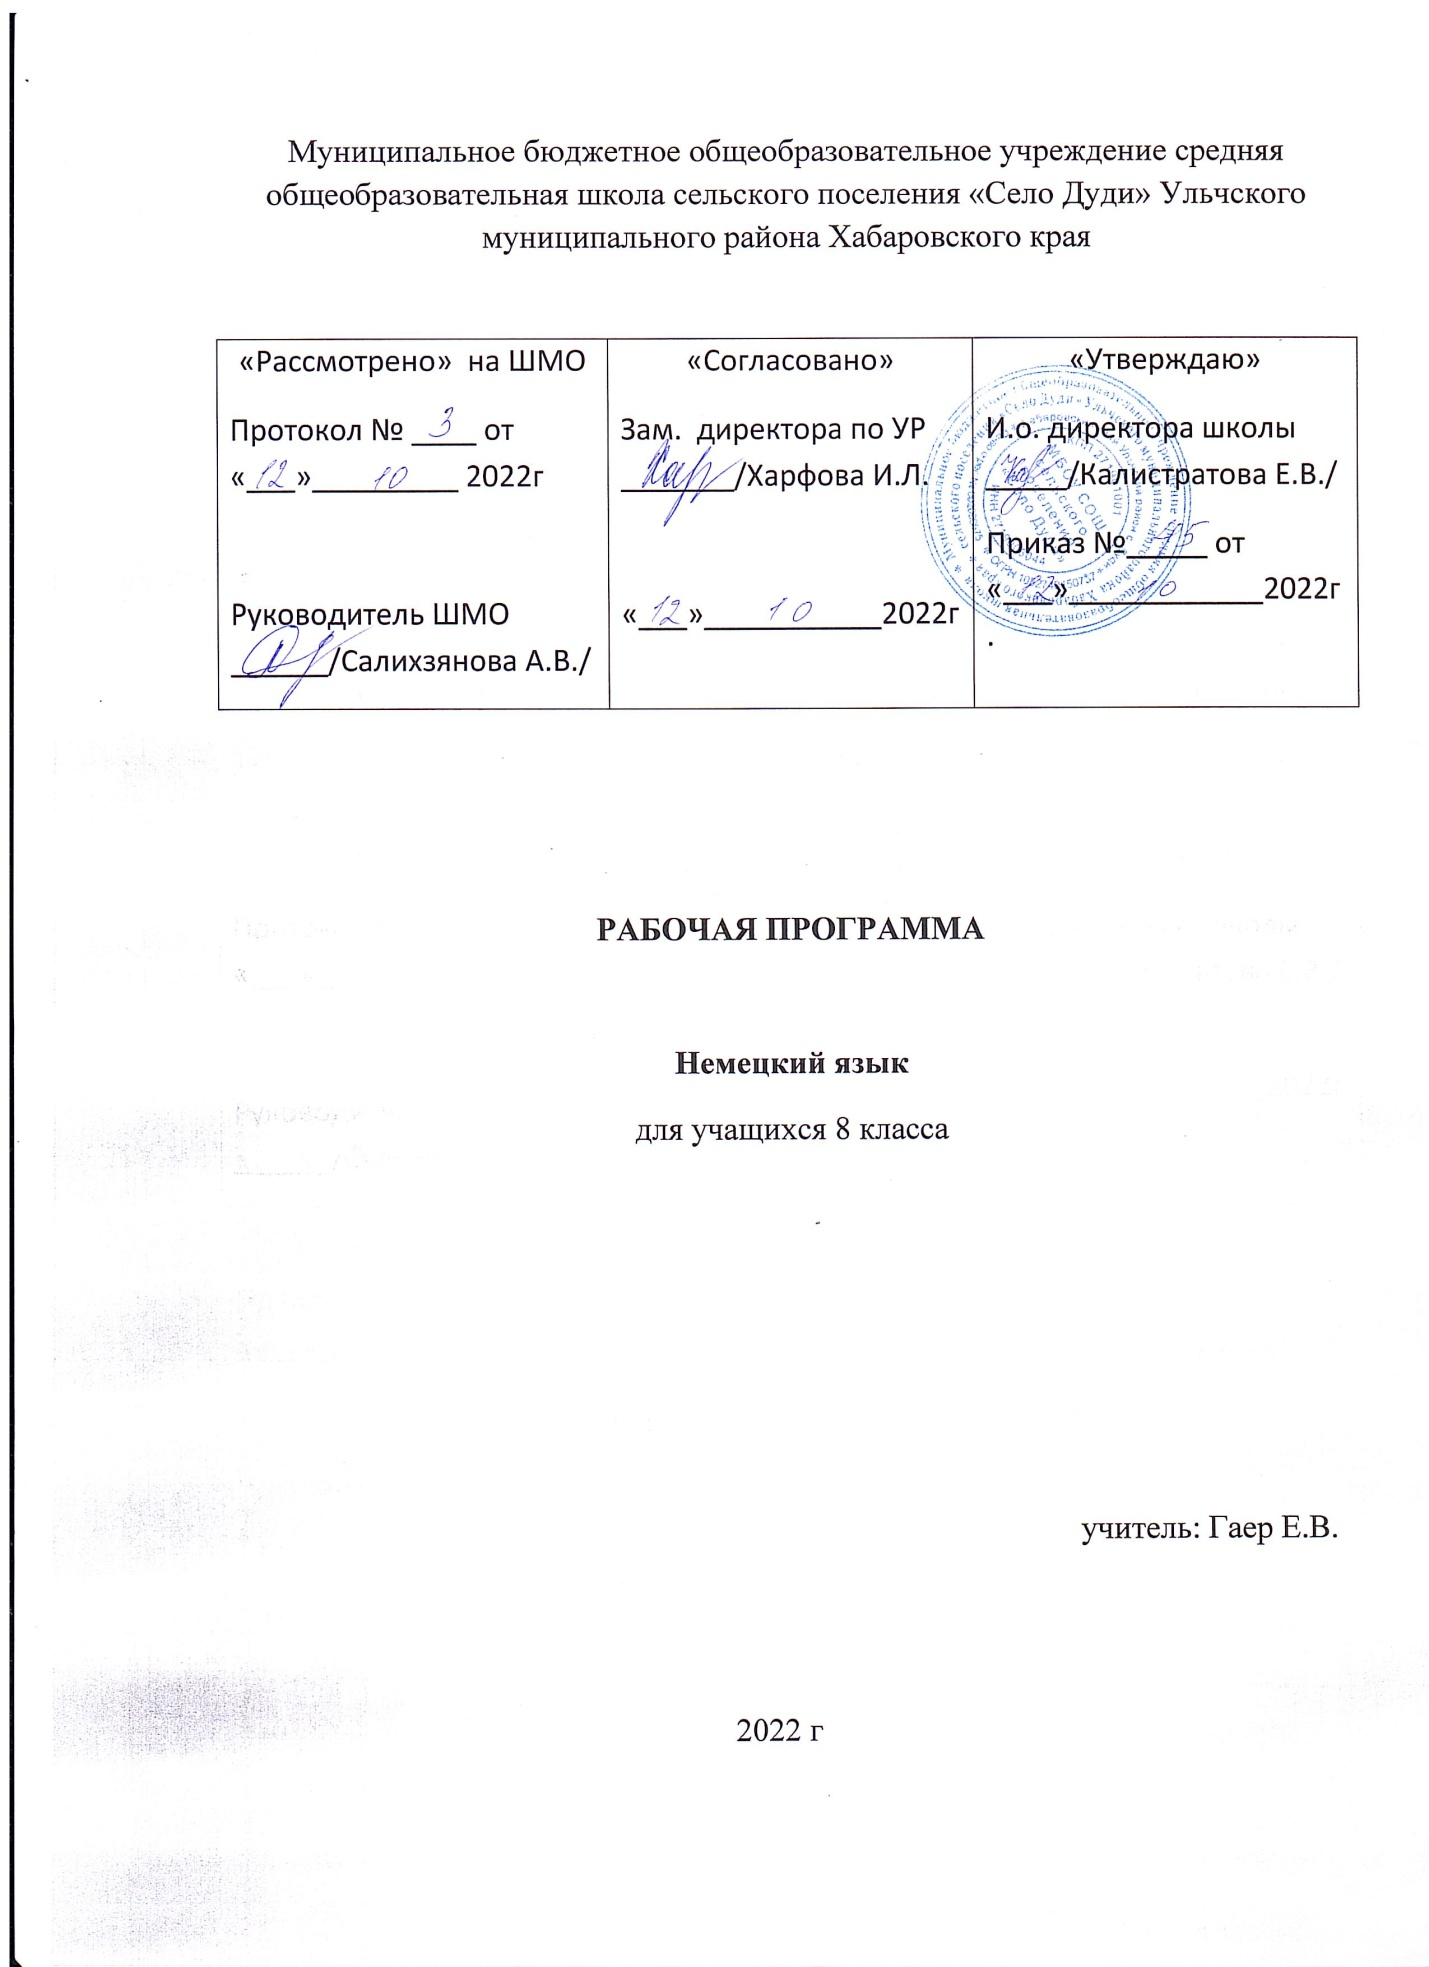 Муниципальное бюджетное общеобразовательное учреждение средняя
общеобразовательная школа сельского поселения «Село Дуди» Ульчского
муниципального района Хабаровского края
«Рассмотрено» на ШМО
Протокол № 3 от
«12» 10 2022г
Руководитель ШМО
/Салихзянова А.В./
«Согласовано»
Зам. директора по УР
/Харфова И.Л.
«12» 10 2022г
«Утверждаю»
И.о. директора школы
/Калистратова Е.В./
Приказ № от
«12» 10 2022г
.
РАБОЧАЯ ПРОГРАММА
Немецкий язык
для учащихся 8 класса
учитель: Гаер Е.В.
2022 г